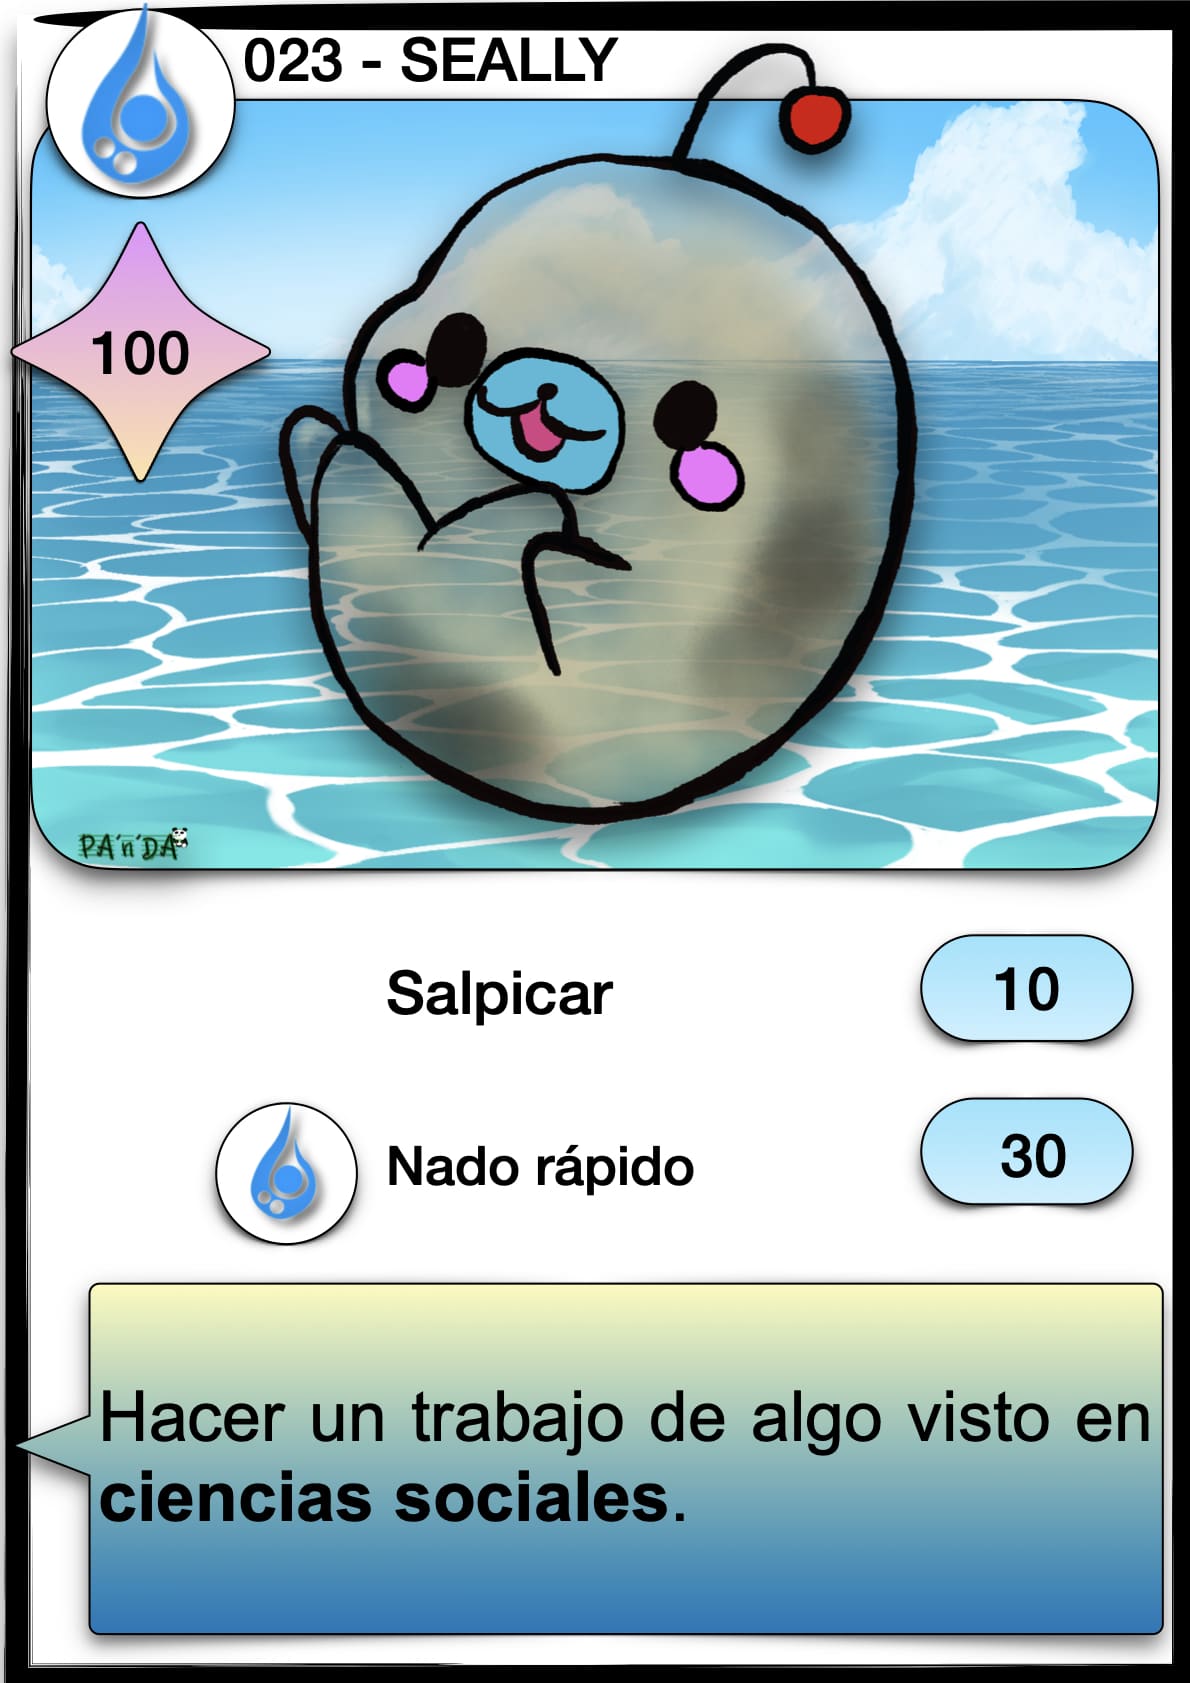 023 - SEALLY
100
PA'n'DA
Salpicar
10
Nado rápido
30
Hacer un trabajo de algo visto en
ciencias sociales.